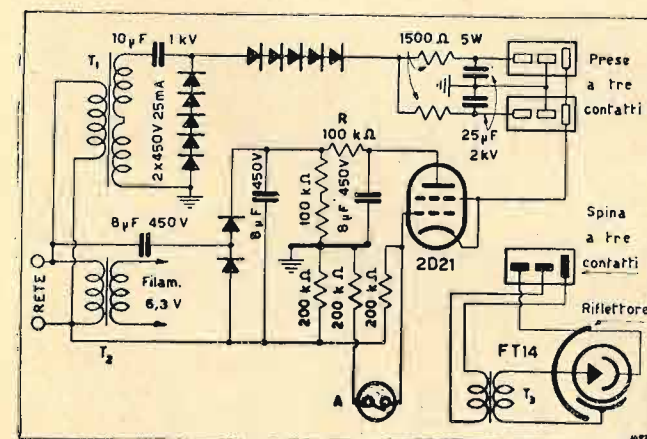 10µF 1 kV
T1
2x450V 25mA
1500 Ω 5W
Prese
a tre
contatti
25µF
2kV
R
100 kΩ
100 kΩ
8µF 450V
8µF 450V
8µF 450V
2D21
RETE
Filam.
6,3 V
T2
200 kΩ
200 kΩ
200 kΩ
A
Spina
a tre
contatti
Riflettore
FT14
T3